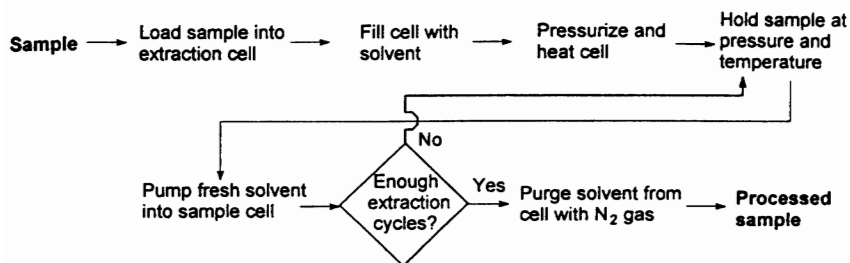 Sample
Load sample into
extraction cell
Fill cell with
solvent
Pressurize and
heat cell
Hold sample at
pressure and
temperature
No
Pump fresh solvent
into sample cell
Enough
extraction
cycles?
Yes
Purge solvent from
cell with N₂ gas
Processed
sample